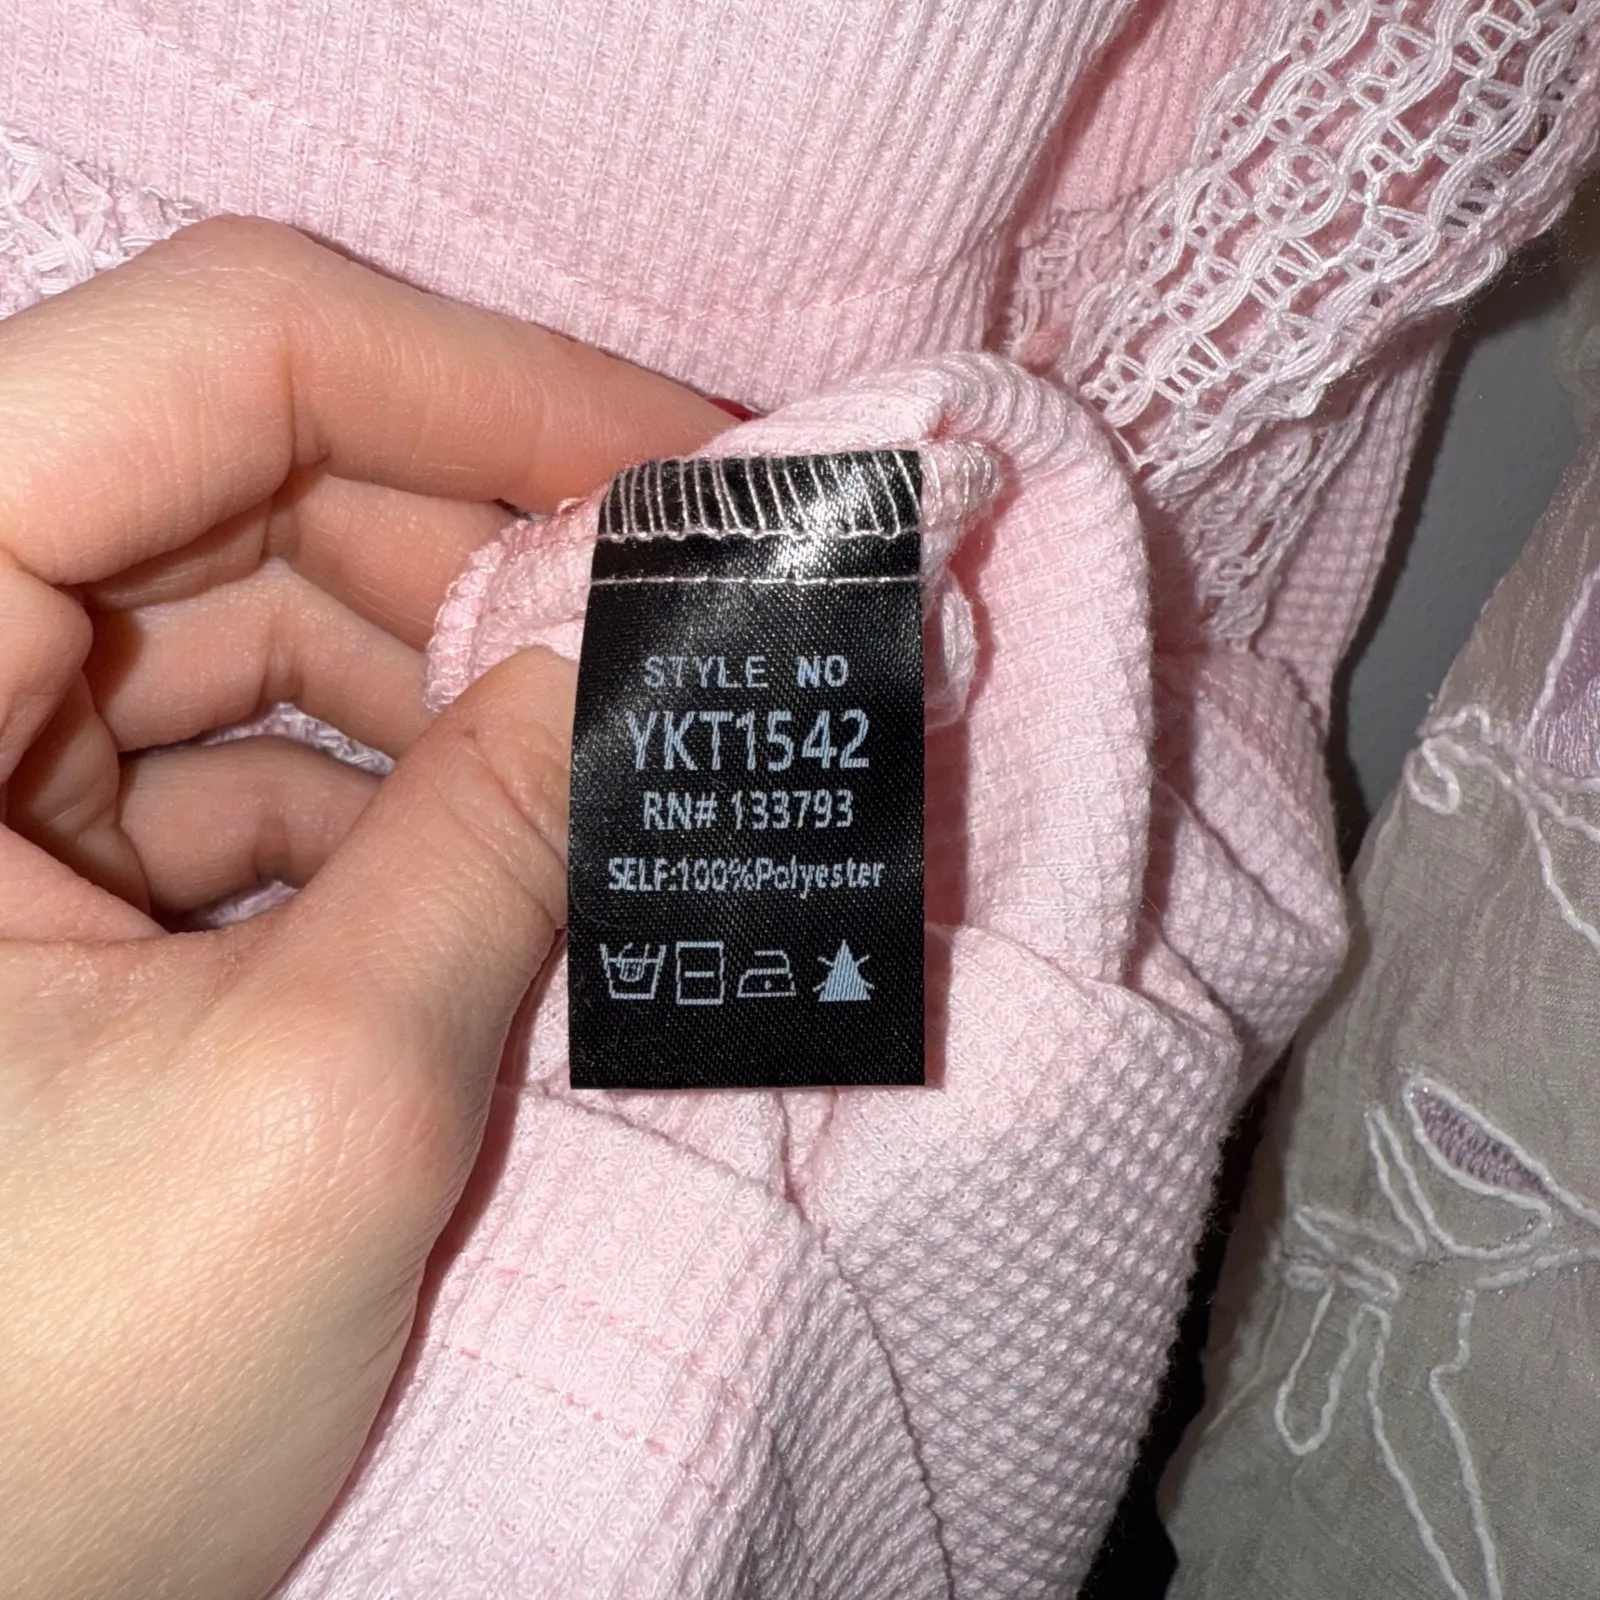 STYLE NO
YKT1542
RN# 133793
SELF:100%Polyester